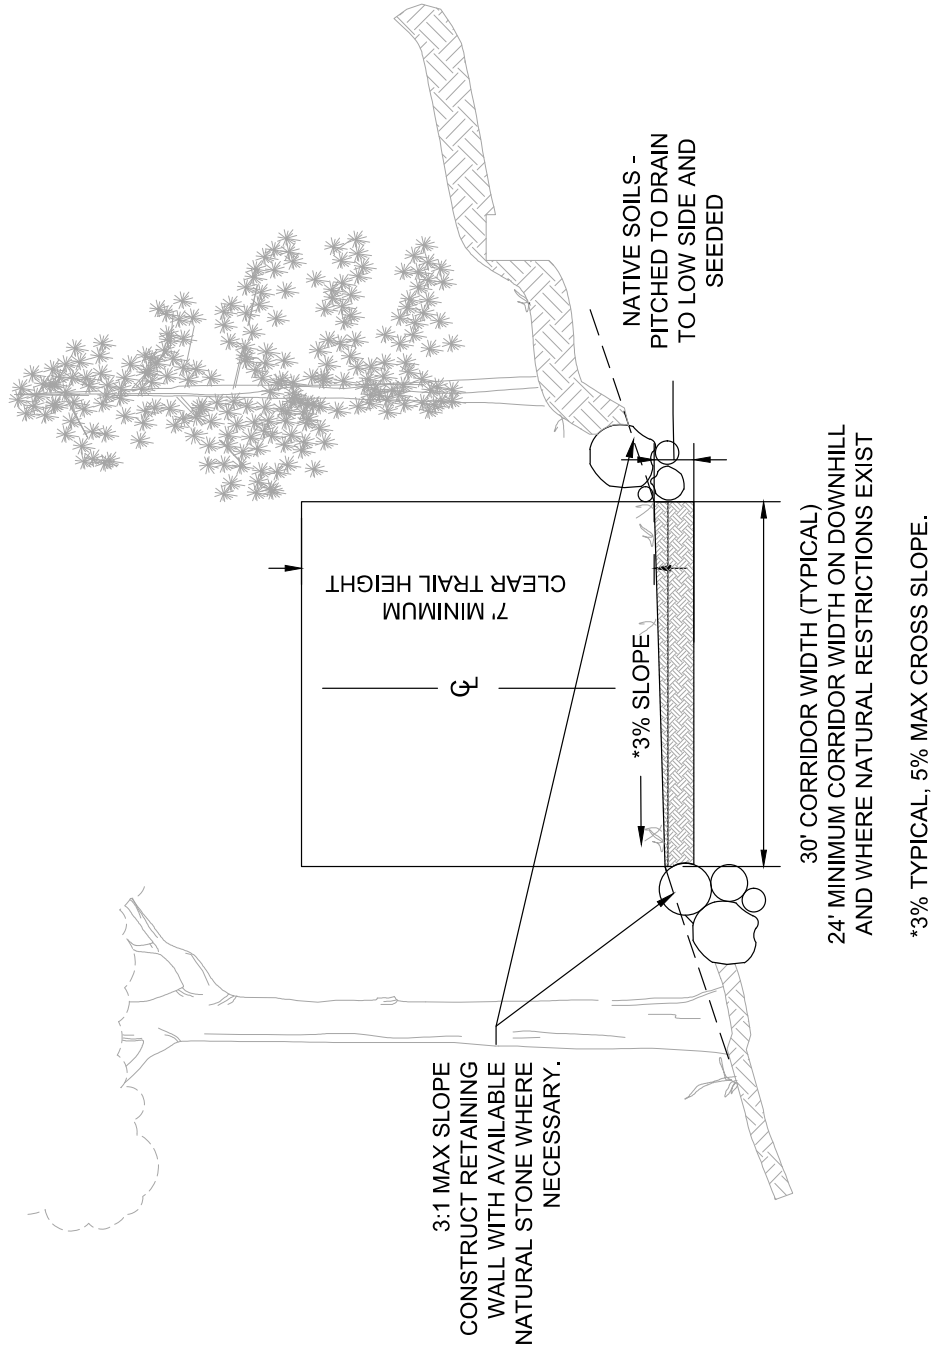 7' MINIMUM
CLEAR TRAIL HEIGHT
CL
*3% SLOPE
3:1 MAX SLOPE
CONSTRUCT RETAINING
WALL WITH AVAILABLE
NATURAL STONE WHERE
NECESSARY.
NATIVE SOILS -
PITCHED TO DRAIN
TO LOW SIDE AND
SEEDED
30' CORRIDOR WIDTH (TYPICAL)
24' MINIMUM CORRIDOR WIDTH ON DOWNHILL
AND WHERE NATURAL RESTRICTIONS EXIST
*3% TYPICAL, 5% MAX CROSS SLOPE.